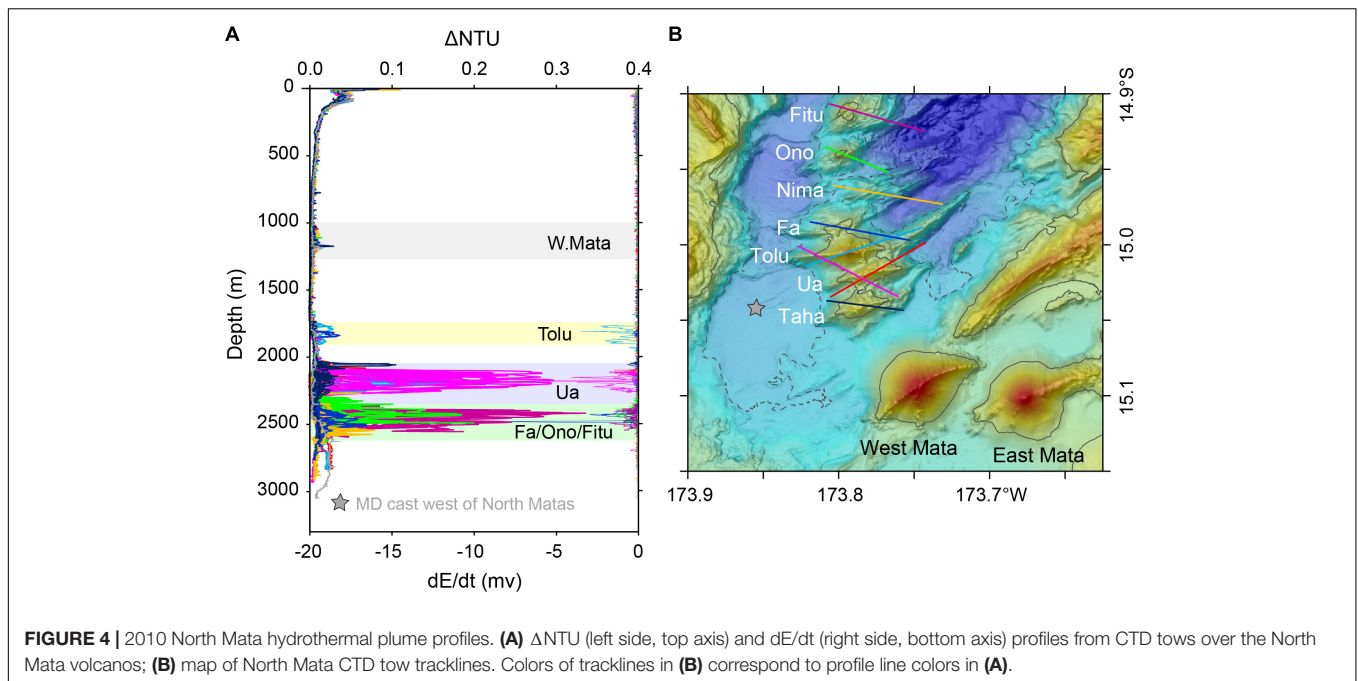 A
ΔNTU
0.0 0.1 0.2 0.3 0.4
0
500
1000
1500
2000
2500
3000
Depth (m)
W.Mata
Tolu
Ua
Fa/Ono/Fitu
MD cast west of North Matas
-20 -15 -10 -5 0
dE/dt (mv)
B
Fitu
Ono
Nima
Fa
Tolu
Ua
Taha
West Mata
East Mata
14.9°S
15.0
15.1
173.9 173.8 173.7°W
FIGURE 4 | 2010 North Mata hydrothermal plume profiles. (A) ΔNTU (left side, top axis) and dE/dt (right side, bottom axis) profiles from CTD tows over the North
Mata volcanos; (B) map of North Mata CTD tow tracklines. Colors of tracklines in (B) correspond to profile line colors in (A).